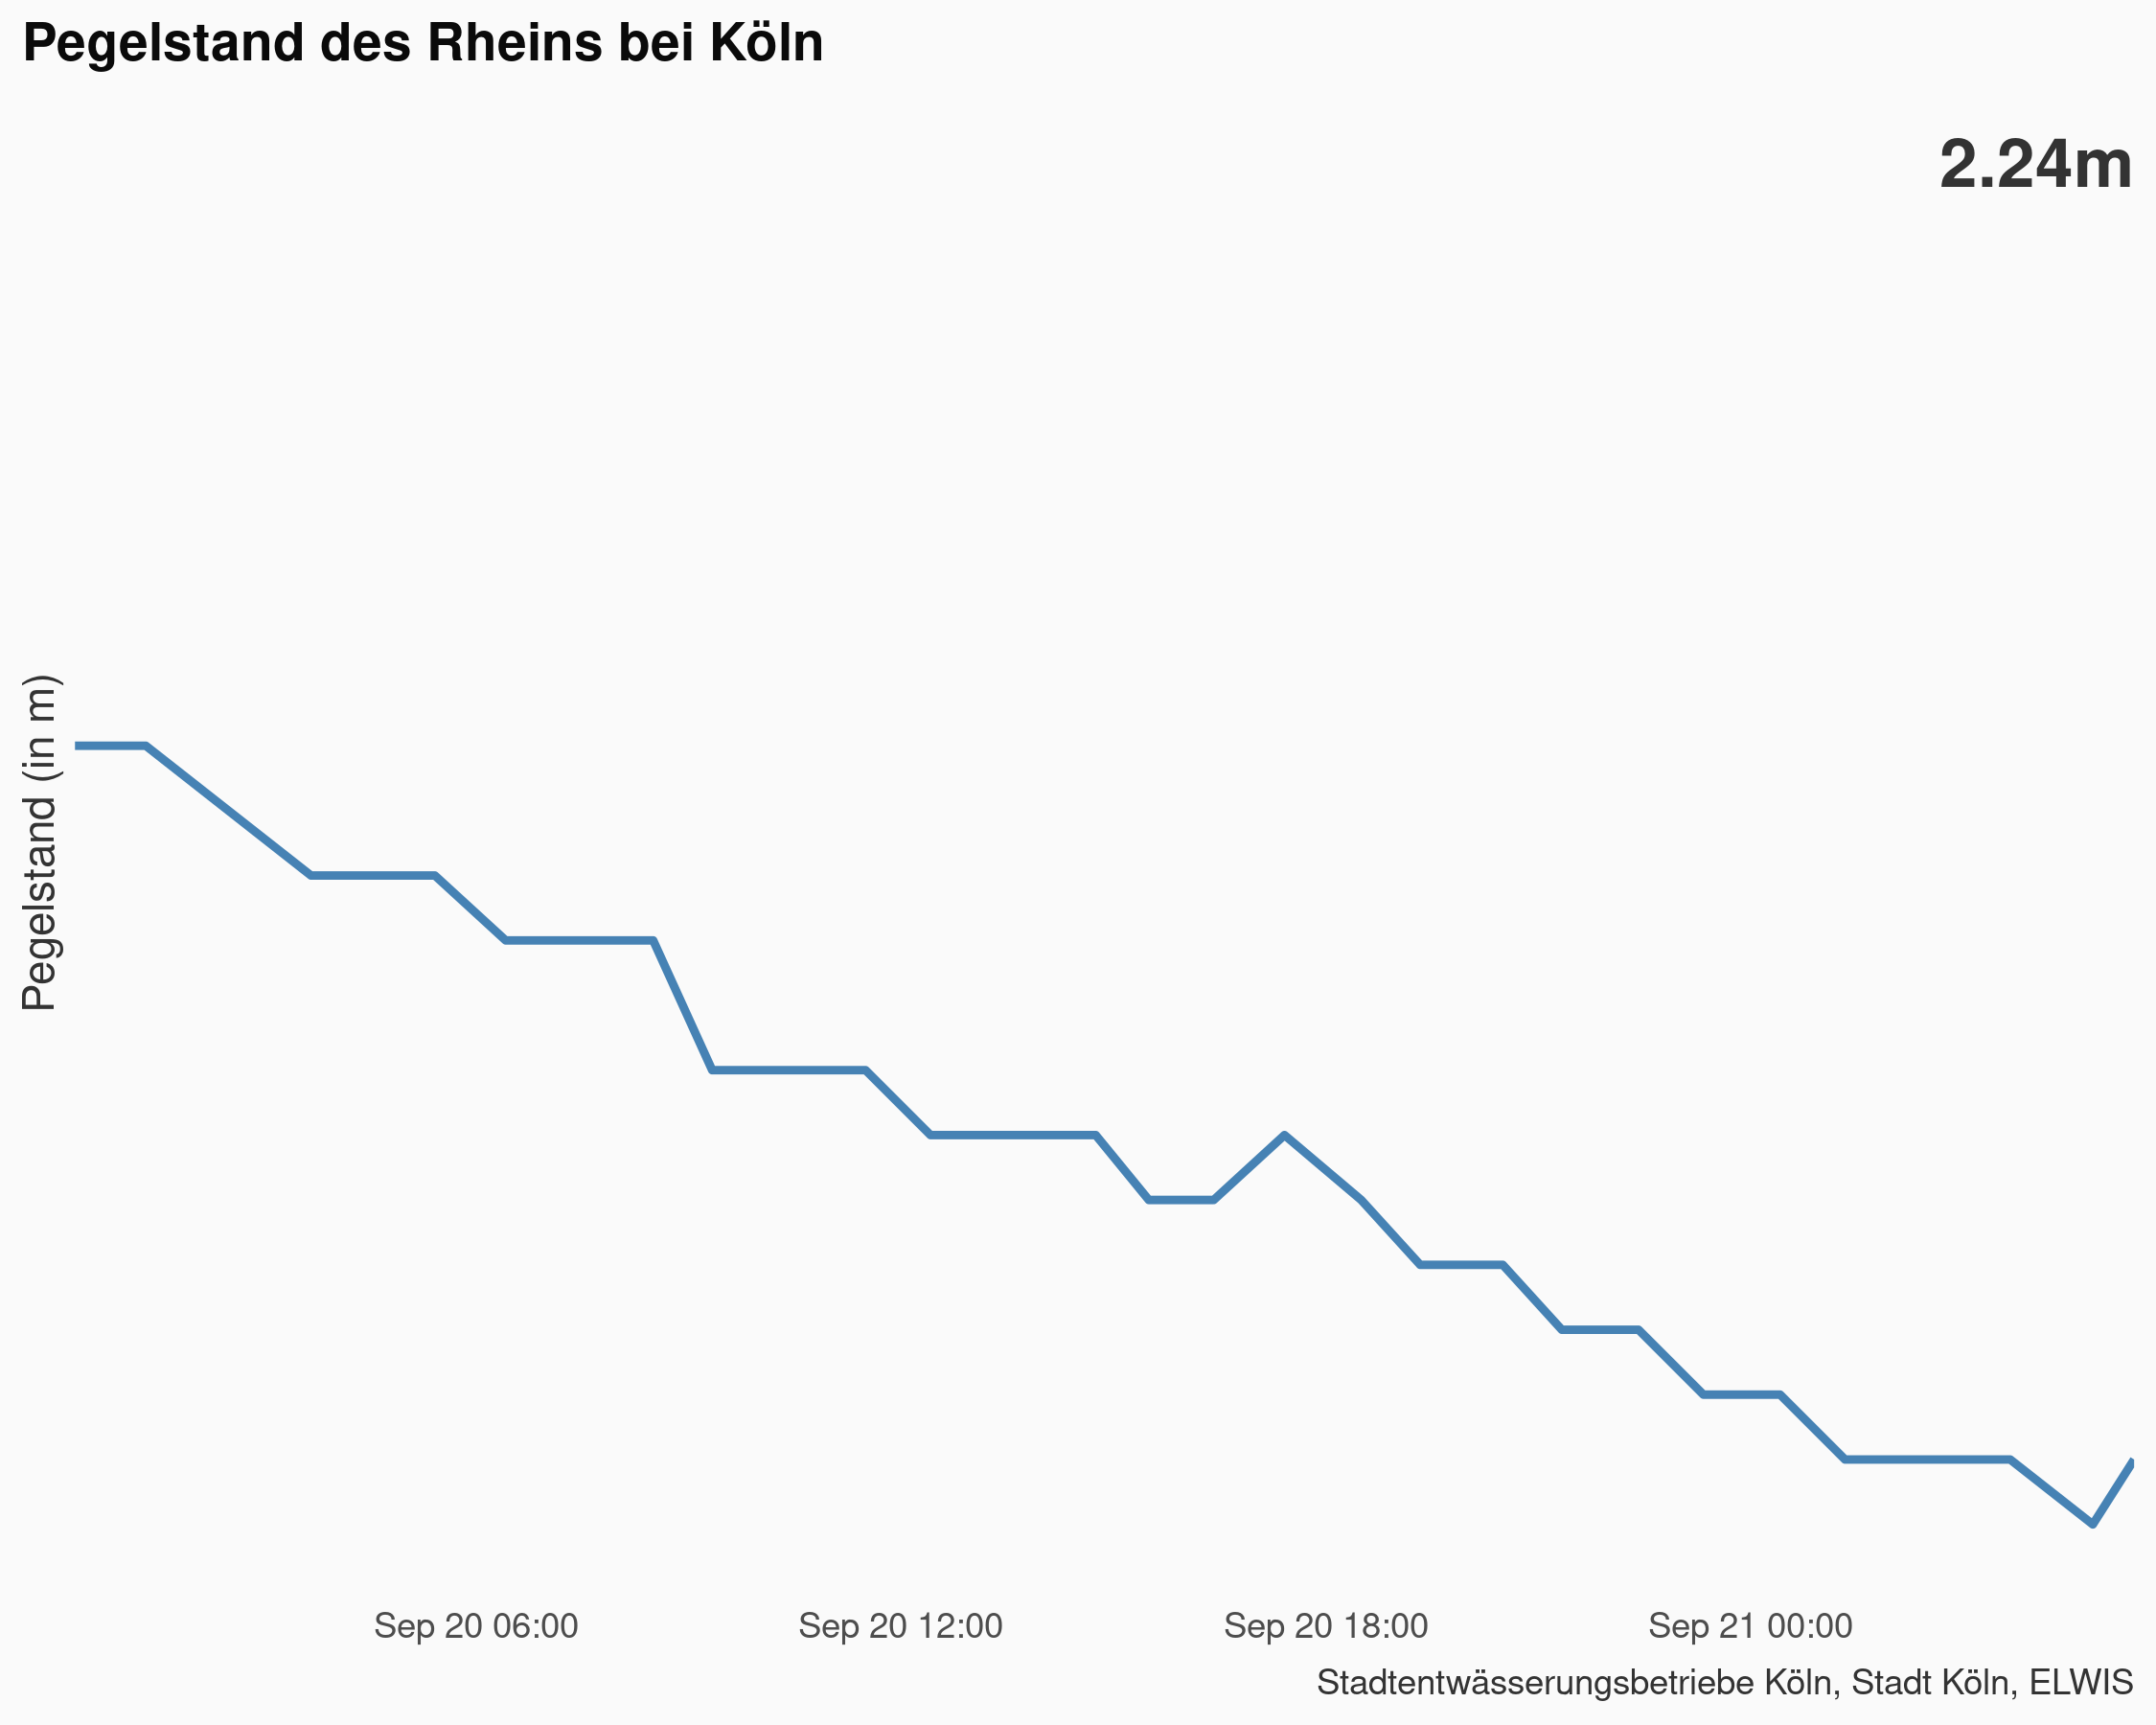 Pegelstand des Rheins bei Köln
2.24m
Pegelstand (in m)
Sep 20 06:00
Sep 20 12:00
Sep 20 18:00
Sep 21 00:00
Stadtentwässerungsbetriebe Köln, Stadt Köln, ELWIS